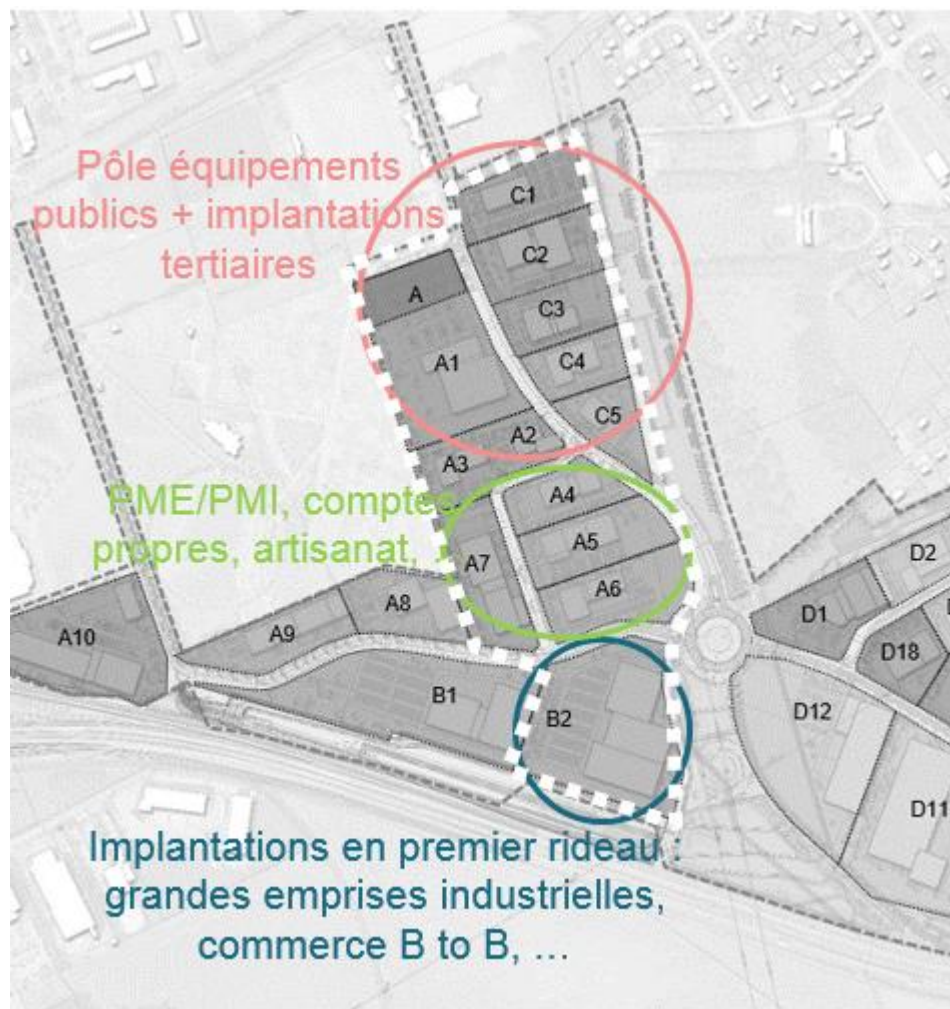 Pôle équipements
publics + implantations
tertiaires
C1
C2
A
C3
A1
C4
C5
A2
A3
PME/PMI, comptes
propres, artisanat,
A4
A5
A7
A6
A8
A9
A10
B1
B2
D2
D1
D18
D12
D11
Implantations en premier rideau :
grandes emprises industrielles,
commerce B to B, ...